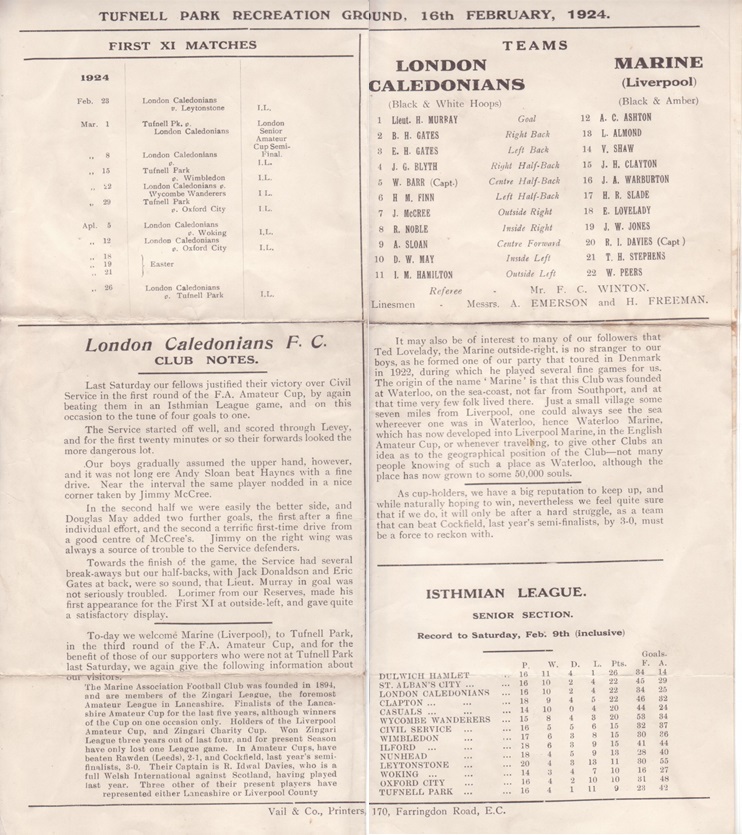 TUFNELL PARK RECREATION GROUND, 16th FEBRUARY, 1924.
FIRST XI MATCHES
1924
Feb. 23 London Caledonians
v. Leytonstone I.L.
Mar. 1 Tufnell Pk. v. London
London Caledonians Senior
Amateur
Cup Semi-
„ 8 London Caledonians Final.
v. I.L.
„ 15 Tufnell Park
v. Wimbledon I.L.
„ 22 London Caledonians v.
Wycombe Wanderers I L.
„ 29 Tufnell Park
v. Oxford City I.L.
Apl. 5 London Caledonians
v. Woking I.L.
„ 12 London Caledonians
v. Oxford City I.L.
„ 18
„ 19 Easter
„ 21
„ 26 London Caledonians
v. Tufnell Park I.L.
TEAMS
LONDON CALEDONIANS
(Black & White Hoops)
MARINE
(Liverpool)
(Black & Amber)
1 Lieut. H. MURRAY Goal 12 A. C. ASHTON
2 B. H. GATES Right Back 13 L. ALMOND
3 E. H. GATES Left Back 14 V. SHAW
4 J. G. BLYTH Right Half-Back 15 J. H. CLAYTON
5 W. BARR (Capt.) Centre Half-Back 16 J. A. WARBURTON
6 H M. FINN Left Half-Back 17 H. R. SLADE
7 J. McCREE Outside Right 18 E. LOVELADY
8 R. NOBLE Inside Right 19 J. W. JONES
9 A. SLOAN Centre Forward 20 R. I. DAVIES (Capt )
10 D. W. MAY Inside Left 21 T. H. STEPHENS
11 I. M. HAMILTON Outside Left 22 W. PEERS
Referee - Mr. F. C. WINTON.
Linesmen - Messrs. A. EMERSON and H. FREEMAN.
London Caledonians F. C.
CLUB NOTES.
Last Saturday our fellows justified their victory over Civil
Service in the first round of the F.A. Amateur Cup, by again
beating them in an Isthmian League game, and on this
occasion to the tune of four goals to one.
The Service started off well, and scored through Levey,
and for the first twenty minutes or so their forwards looked the
more dangerous lot.
Our boys gradually assumed the upper hand, however,
and it was not long ere Andy Sloan beat Haynes with a fine
drive. Near the interval the same player nodded in a nice
corner taken by Jimmy McCree.
In the second half we were easily the better side, and
Douglas May added two further goals, the first after a fine
individual effort, and the second a terrific first-time drive from
a good centre of McCree's. Jimmy on the right wing was
always a source of trouble to the Service defenders.
Towards the finish of the game, the Service had several
break-aways but our half-backs, with Jack Donaldson and Eric
Gates at back, were so sound, that Lieut. Murray in goal was
not seriously troubled. Lorimer from our Reserves, made his
first appearance for the First XI at outside-left, and gave quite
a satisfactory display.
To-day we welcome Marine (Liverpool), to Tufnell Park,
in the third round of the F.A. Amateur Cup, and for the
benefit of those of our supporters who were not at Tufnell Park
last Saturday, we again give the following information about
our visitors.
The Marine Association Football Club was founded in 1894,
and are members of the Zingari League, the foremost
Amateur League in Lancashire. Finalists of the Lanca-
shire Amateur Cup for the last five years, although winners
of the Cup on one occasion only. Holders of the Liverpool
Amateur Cup, and Zingari Charity Cup. Won Zingari
League three years out of last four, and for present Season
have only lost one League game. In Amateur Cups, have
beaten Rawden (Leeds), 2-1, and Cockfield, last year's semi-
finalists, 3-0. Their Captain is R. Idwal Davies, who is a
full Welsh International against Scotland, having played
last year. Three other of their present players have
represented either Lancashire or Liverpool County
It may also be of interest to many of our followers that
Ted Lovelady, the Marine outside-right, is no stranger to our
boys, as he formed one of our party that toured in Denmark
in 1922, during which he played several fine games for us.
The origin of the name ' Marine' is that this Club was founded
at Waterloo, on the sea-coast, not far from Southport, and at
that time very few folk lived there. Just a small village some
seven miles from Liverpool, one could always see the sea
whereever one was in Waterloo, hence Waterloo Marine,
which has now developed into Liverpool Marine, in the English
Amateur Cup, or whenever travelling, to give other Clubs an
idea as to the geographical position of the Club—not many
people knowing of such a place as Waterloo, although the
place has now grown to some 50,000 souls.
As cup-holders, we have a big reputation to keep up, and
while naturally hoping to win, nevertheless we feel quite sure
that if we do, it will only be after a hard struggle, as a team
that can beat Cockfield, last year's semi-finalists, by 3-0, must
be a force to reckon with.
ISTHMIAN LEAGUE.
SENIOR SECTION.
Record to Saturday, Feb. 9th (inclusive)
Goals-
P. W. D. L. Pts. F. A.
DULWICH HAMLET 16 11 4 1 26 34 14
ST. ALBAN'S CITY ... ... 16 10 2 4 22 45 29
LONDON CALEDONIANS ... 16 10 2 4 22 34 25
CLAPTON ... ... ... 18 9 4 5 22 46 32
CASUALS ... ... ... 14 10 0 4 20 44 24
WYCOMBE WANDERERS ... 15 8 4 3 20 53 34
CIVIL SERVICE ... ... 16 5 5 6 15 32 37
WIMBLEDON ... ... 17 6 3 8 15 30 36
ILFORD ... ... ... 18 6 3 9 15 41 44
NUNHEAD ... ... 18 4 5 9 13 28 40
LEYTONSTONE ... ... 20 4 3 13 11 30 55
WOKING ... ... ... 14 3 4 7 10 16 27
OXFORD CITY ... ... 16 4 2 10 10 31 48
TUFNELL PARK ... ... 16 4 1 11 9 23 42
Vail & Co., Printers, 170, Farringdon Road, E.C.